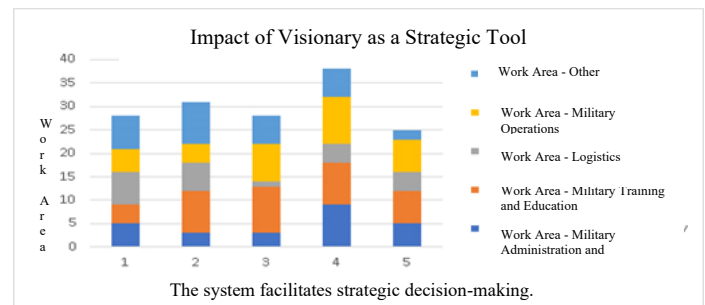 Impact of Visionary as a Strategic Tool
40
35
30
25
20
15
10
5
0
Work Area
1 2 3 4 5
Work Area - Other
Work Area - Military
Operations
Work Area - Logistics
Work Area - Military Training
and Education
Work Area - Military
Administration and
The system facilitates strategic decision-making.